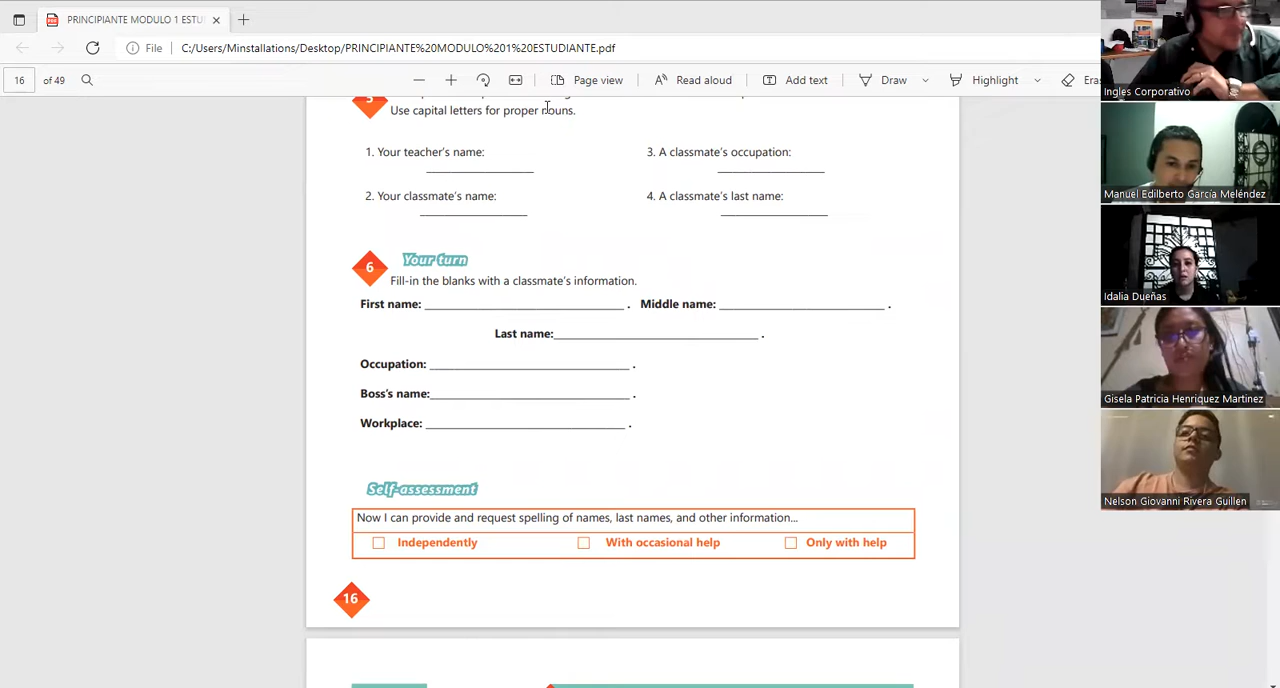 PRINCIPIANTE MODULO 1 ESTU
File C:/Users/Minstallations/Desktop/PRINCIPIANTE%20MODULO%201%20ESTUDIANTE.pdf
16 of 49 Page view Read aloud Add text Draw Highlight Eras
5
Use capital letters for proper nouns.
1. Your teacher's name: 3. A classmate's occupation:
2. Your classmate's name: 4. A classmate's last name:
6 Your turn
Fill-in the blanks with a classmate's information.
First name: . Middle name: .
Last name: .
Occupation: .
Boss's name: .
Workplace: .
Self-assessment
Now I can provide and request spelling of names, last names, and other information...
Independently With occasional help Only with help
16
Ingles Corporativo
Manuel Edilberto García Meléndez
Idalia Dueñas
Gisela Patricia Henriquez Martinez
Nelson Giovanni Rivera Guillen